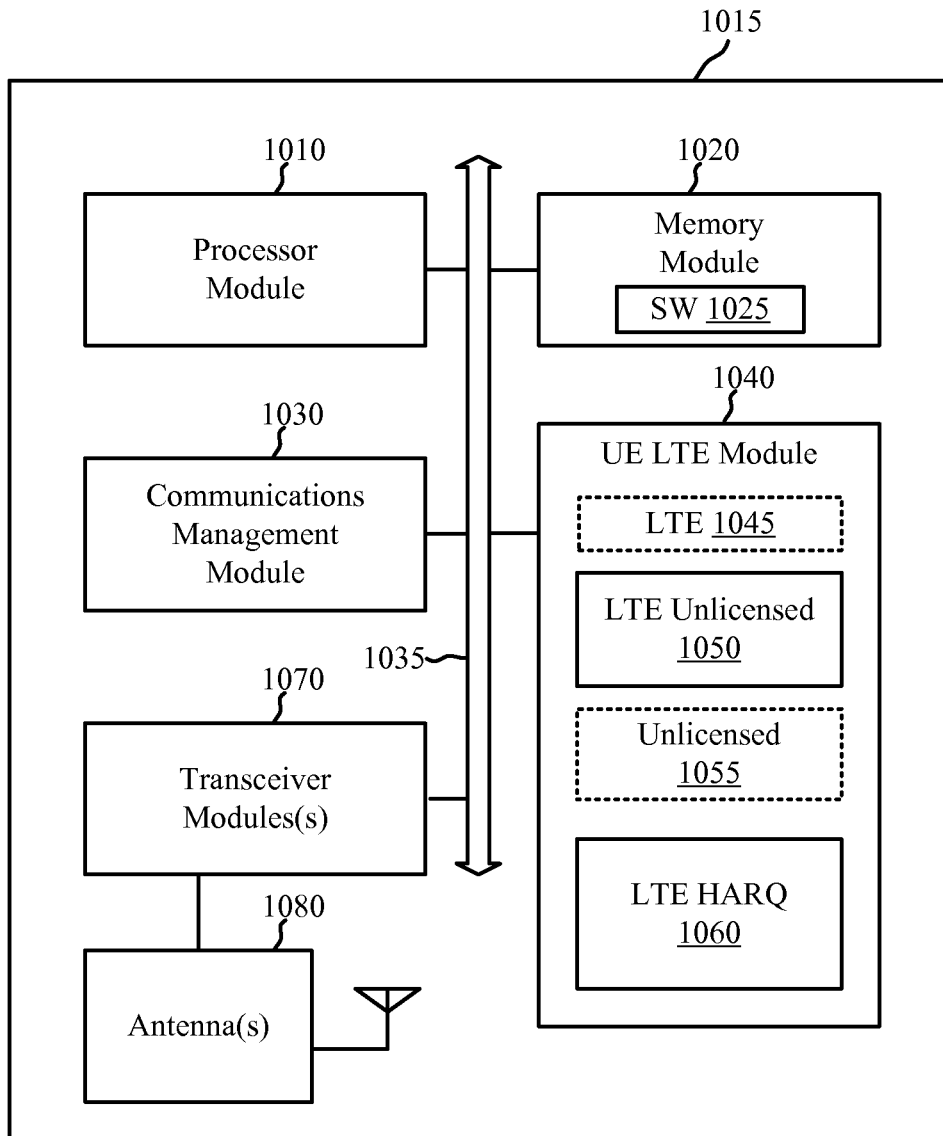 1015
1010
Processor
Module
1020
Memory
Module
SW 1025
1030
Communications
Management
Module
1035
1040
UE LTE Module
LTE 1045
LTE Unlicensed
1050
Unlicensed
1055
LTE HARQ
1060
1070
Transceiver
Modules(s)
1080
Antenna(s)